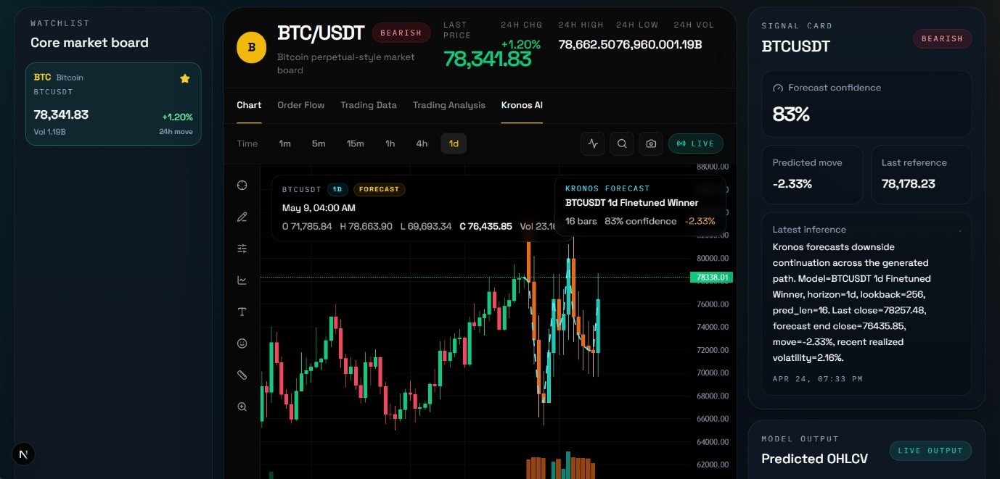 WATCHLIST
Core market board
BTC Bitcoin
BTCUSDT
78,341.83
+1.20%
Vol 1.19B
24h move
N
B
BTC/USDT
BEARISH
Bitcoin perpetual-style market
board
LAST
PRICE
78,341.83
24H CHG
+1.20%
24H HIGH
78,662.50
24H LOW
76,960.00
24H VOL
1.19B
Chart
Order Flow
Trading Data
Trading Analysis
Kronos AI
Time
1m
5m
15m
1h
4h
1d
LIVE
BTCUSDT
1D
FORECAST
May 9, 04:00 AM
O 71,785.84 H 78,663.90 L 69,693.34 C 76,435.85 Vol 23.1
KRONOS FORECAST
BTCUSDT 1d Finetuned Winner
16 bars 83% confidence -2.33%
88000.00
80000.00
78338.01
76000.00
74000.00
72000.00
70000.00
68000.00
66000.00
64000.00
62000.00
T
SIGNAL CARD
BTCUSDT
BEARISH
Forecast confidence
83%
Predicted move
-2.33%
Last reference
78,178.23
Latest inference
Kronos forecasts downside
continuation across the generated
path. Model=BTCUSDT 1d Finetuned
Winner, horizon=1d, lookback=256,
pred_len=16. Last close=78257.48,
forecast end close=76435.85,
move=-2.33%, recent realized
volatility=2.16%.
APR 24, 07:33 PM
MODEL OUTPUT
Predicted OHLCV
LIVE OUTPUT